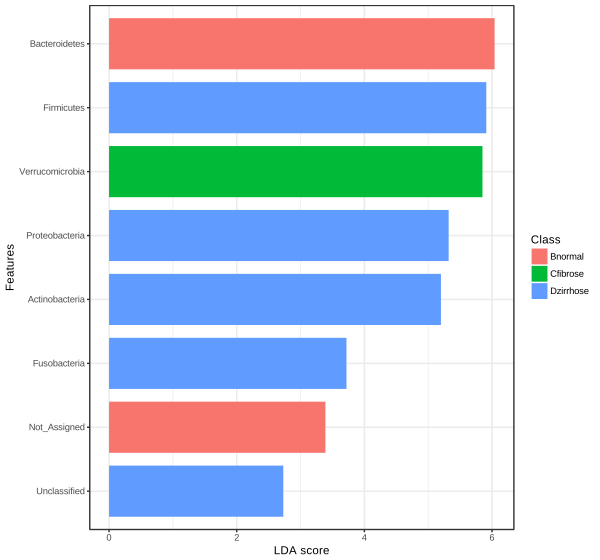 Bacteroidetes
Firmicutes
Verrucomicrobia
Proteobacteria
Actinobacteria
Fusobacteria
Not_Assigned
Unclassified
Features
0 2 4 6
LDA score
Class
Bnormal
Cfibrose
Dzirrhose